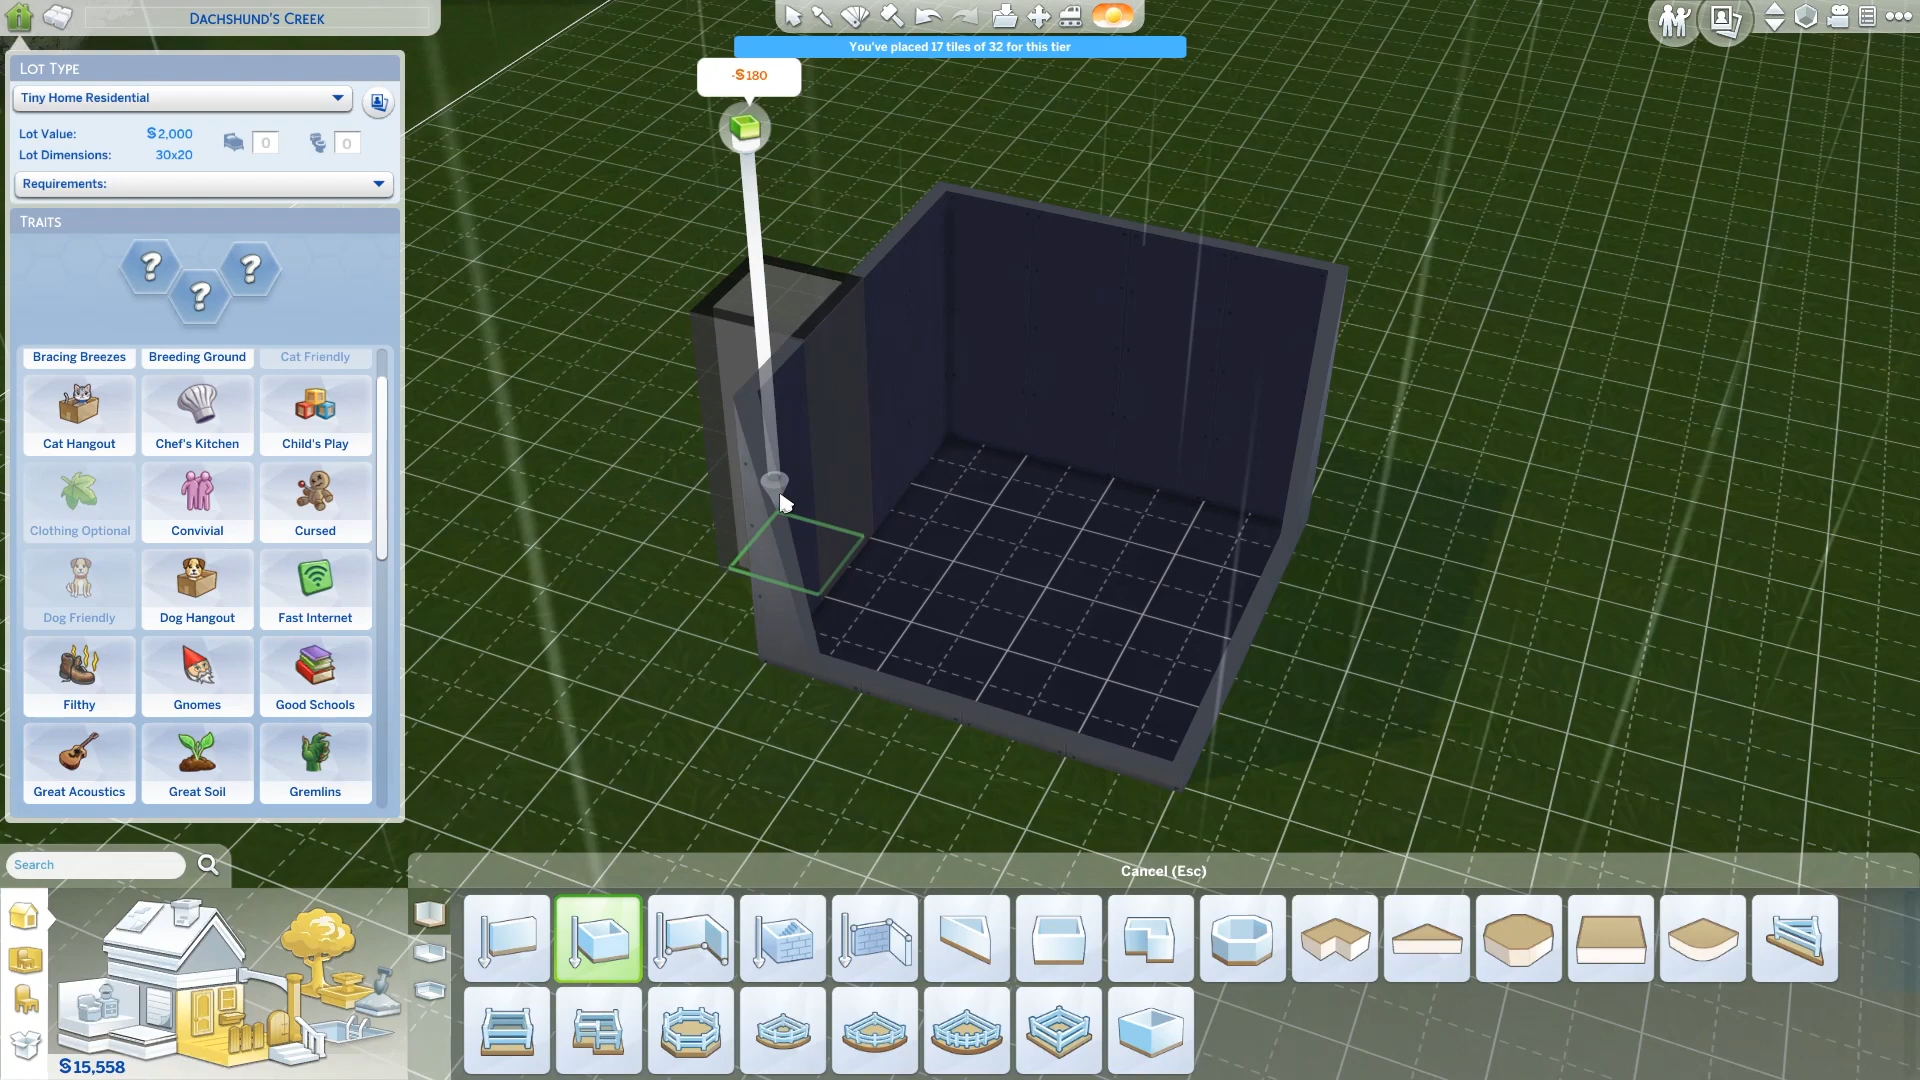 DACHSHUND'S CREEK
You've placed 17 tiles of 32 for this tier
-§180
LOT TYPE
Tiny Home Residential
Lot Value: §2,000
0
0
Lot Dimensions: 30x20
Requirements:
TRAITS
? ? ?
Bracing Breezes
Breeding Ground
Cat Friendly
Cat Hangout
Chef's Kitchen
Child's Play
Clothing Optional
Convivial
Cursed
Dog Friendly
Dog Hangout
Fast Internet
Filthy
Gnomes
Good Schools
Great Acoustics
Great Soil
Gremlins
Search
Cancel (Esc)
§15,558